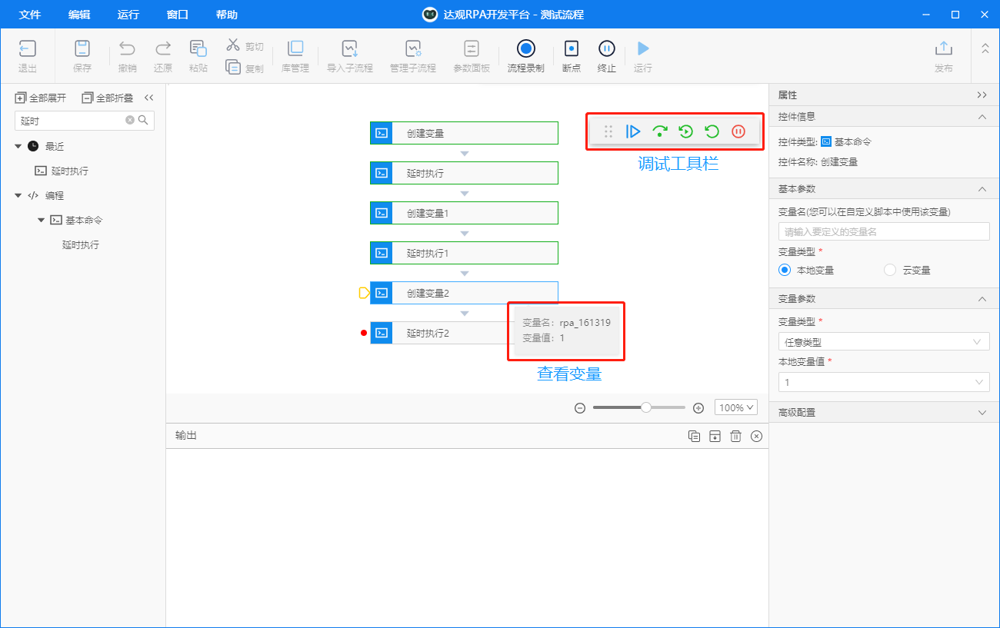 文件 编辑 运行 窗口 帮助 达观RPA开发平台 - 测试流程
退出 保存 撤销 还原 粘贴 剪切 复制 库管理 导入子流程 管理子流程 参数面板 流程录制 断点 终止 运行 发布
全部展开 全部折叠
延时
最近
延时执行
编程
基本命令
延时执行
创建变量
延时执行
创建变量1
延时执行1
创建变量2
延时执行2
调试工具栏
变量名: rpa_161319
变量值: 1
查看变量
100%
输出
属性
控件信息
控件类型: 基本命令
控件名称: 创建变量
基本参数
变量名(您可以在自定义脚本中使用该变量)
请输入要定义的变量名
变量类型 *
本地变量 云变量
变量参数
变量类型 *
任意类型
本地变量值 *
1
高级配置